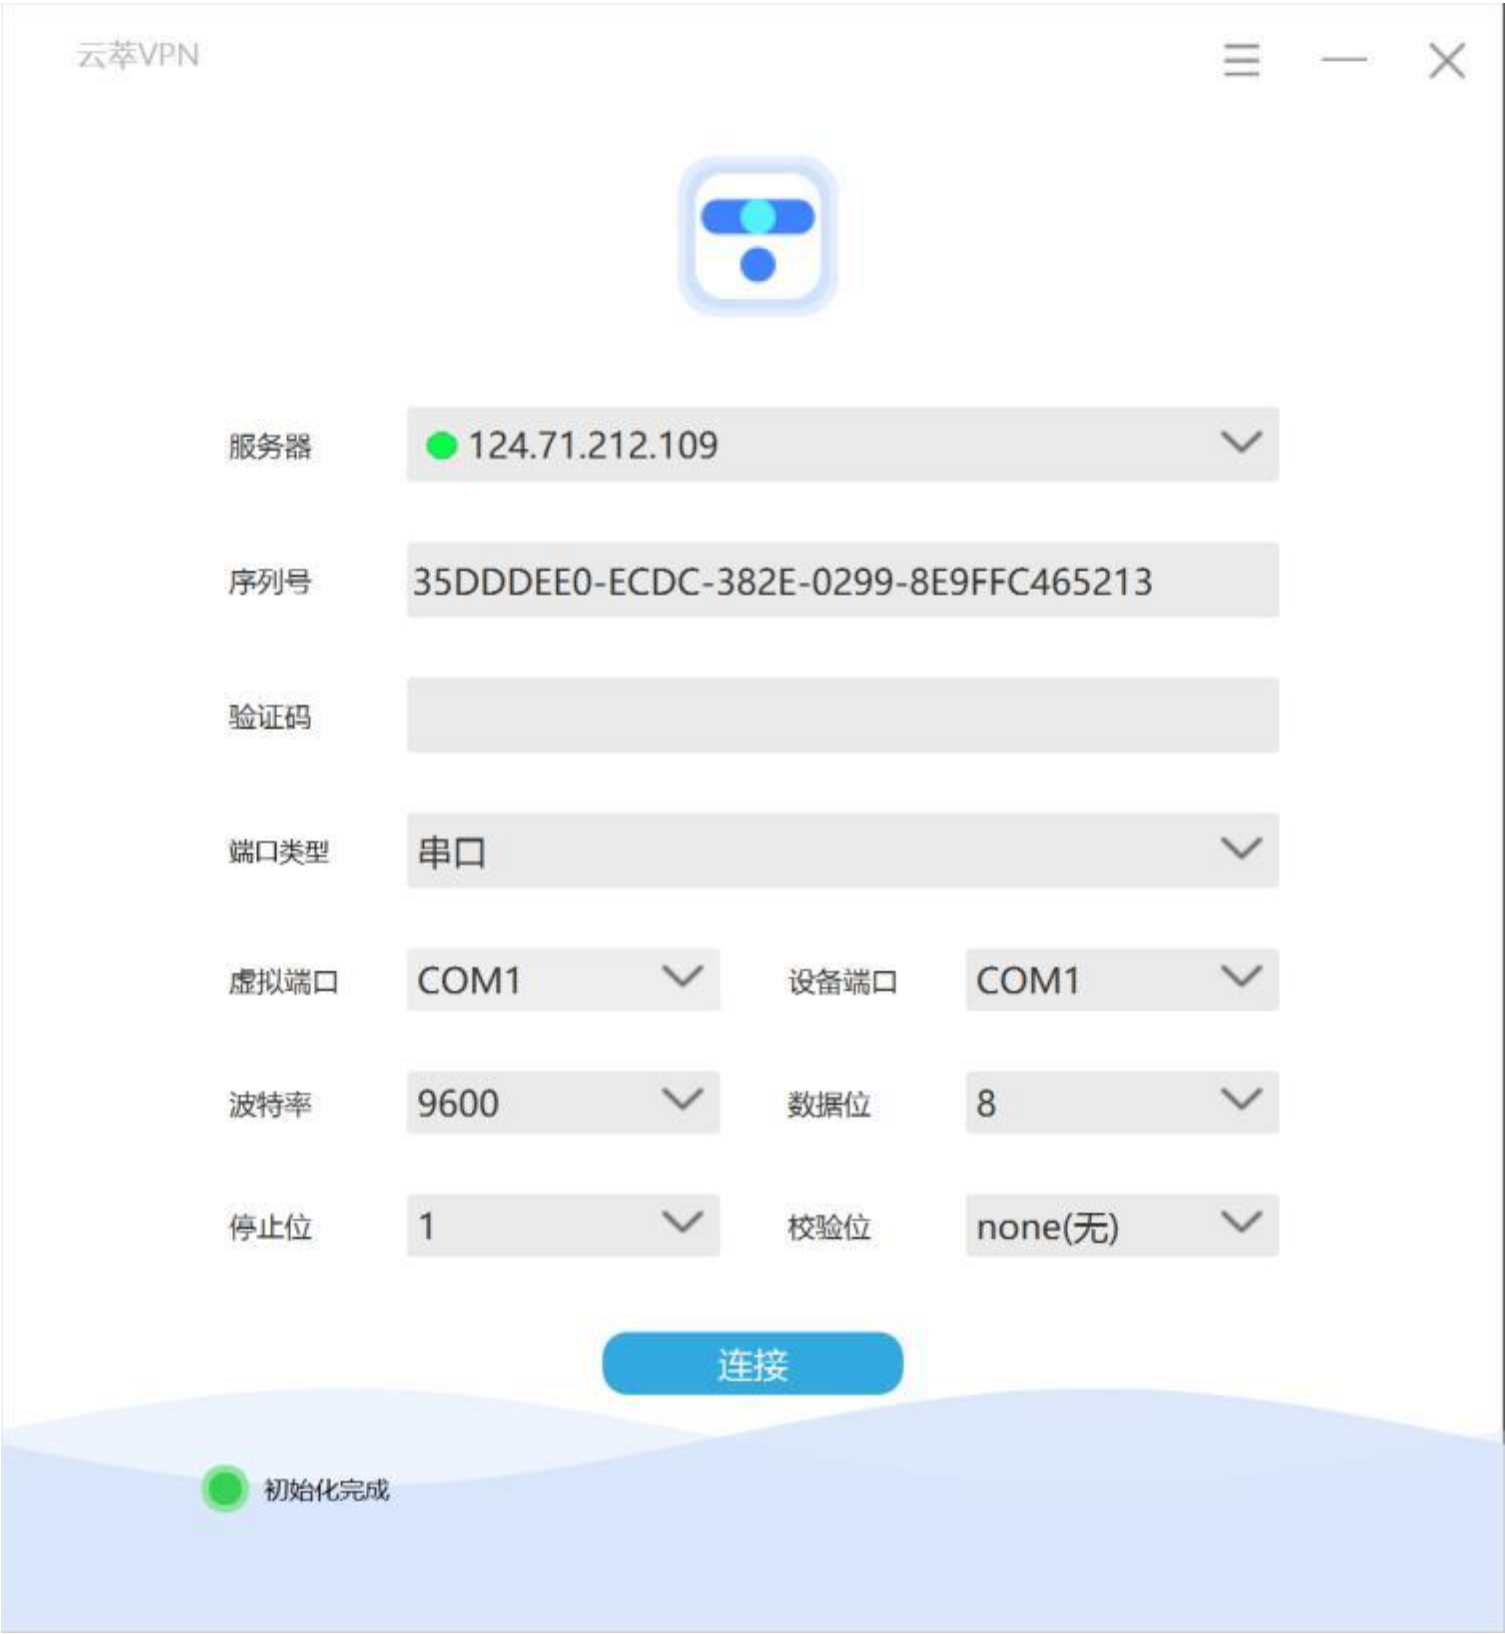 云萃VPN
服务器 124.71.212.109
序列号 35DDDEE0-ECDC-382E-0299-8E9FFC465213
验证码
端口类型 串口
虚拟端口 COM1 设备端口 COM1
波特率 9600 数据位 8
停止位 1 校验位 none(无)
连接
初始化完成